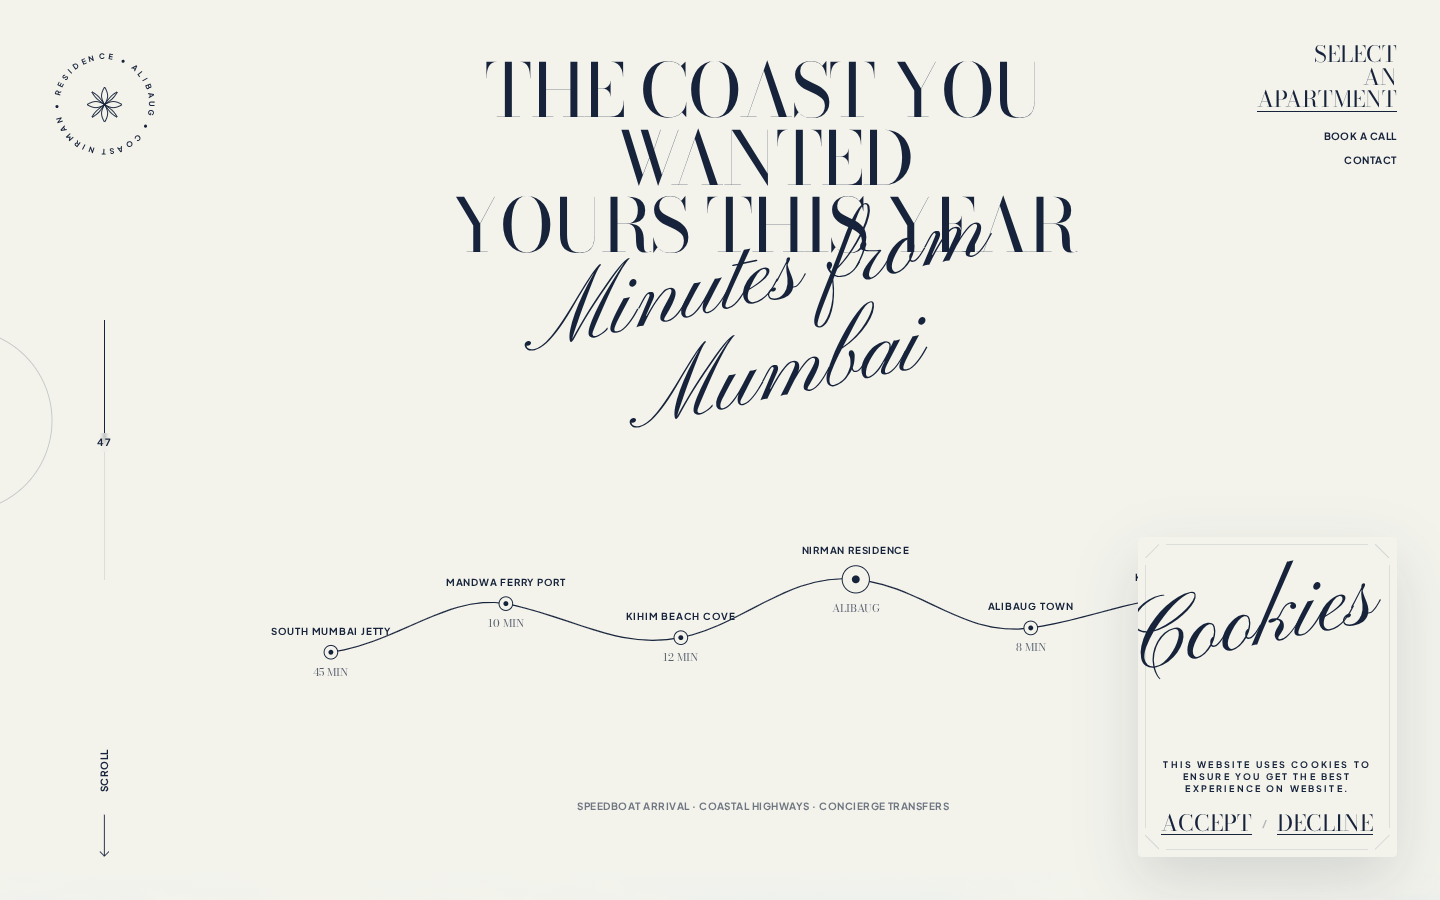 RESIDENCE • ALIBAUG • COAST NIRMAN •
THE COAST YOU
WANTED
YOURS THIS YEAR
Minutes from
Mumbai
SELECT
AN
APARTMENT
BOOK A CALL
CONTACT
47
NIRMAN RESIDENCE
ALIBAUG
MANDWA FERRY PORT
10 MIN
KIHIM BEACH COVE
12 MIN
ALIBAUG TOWN
8 MIN
SOUTH MUMBAI JETTY
45 MIN
SCROLL
SPEEDBOAT ARRIVAL · COASTAL HIGHWAYS · CONCIERGE TRANSFERS
Cookies
THIS WEBSITE USES COOKIES TO
ENSURE YOU GET THE BEST
EXPERIENCE ON WEBSITE.
ACCEPT / DECLINE